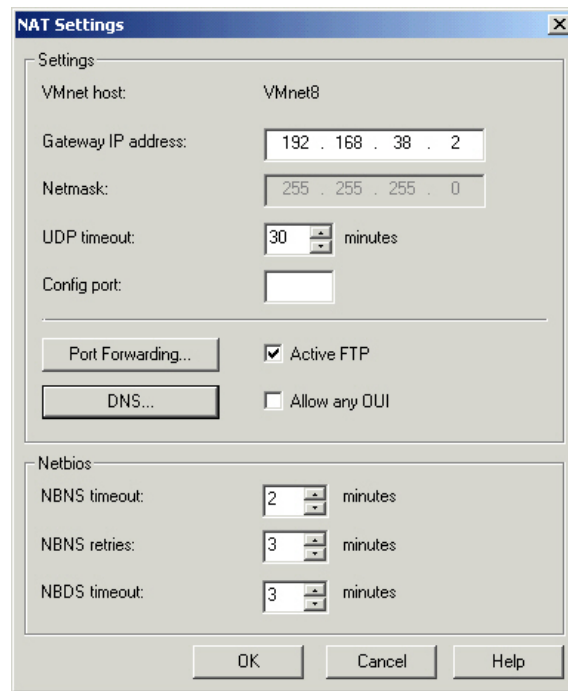 NAT Settings
Settings
VMnet host: VMnet8
Gateway IP address: 192 . 168 . 38 . 2
Netmask: 255 . 255 . 255 . 0
UDP timeout: 30 minutes
Config port:
Port Forwarding... Active FTP
DNS... Allow any OUI
Netbios
NBNS timeout: 2 minutes
NBNS retries: 3 minutes
NBDS timeout: 3 minutes
OK Cancel Help